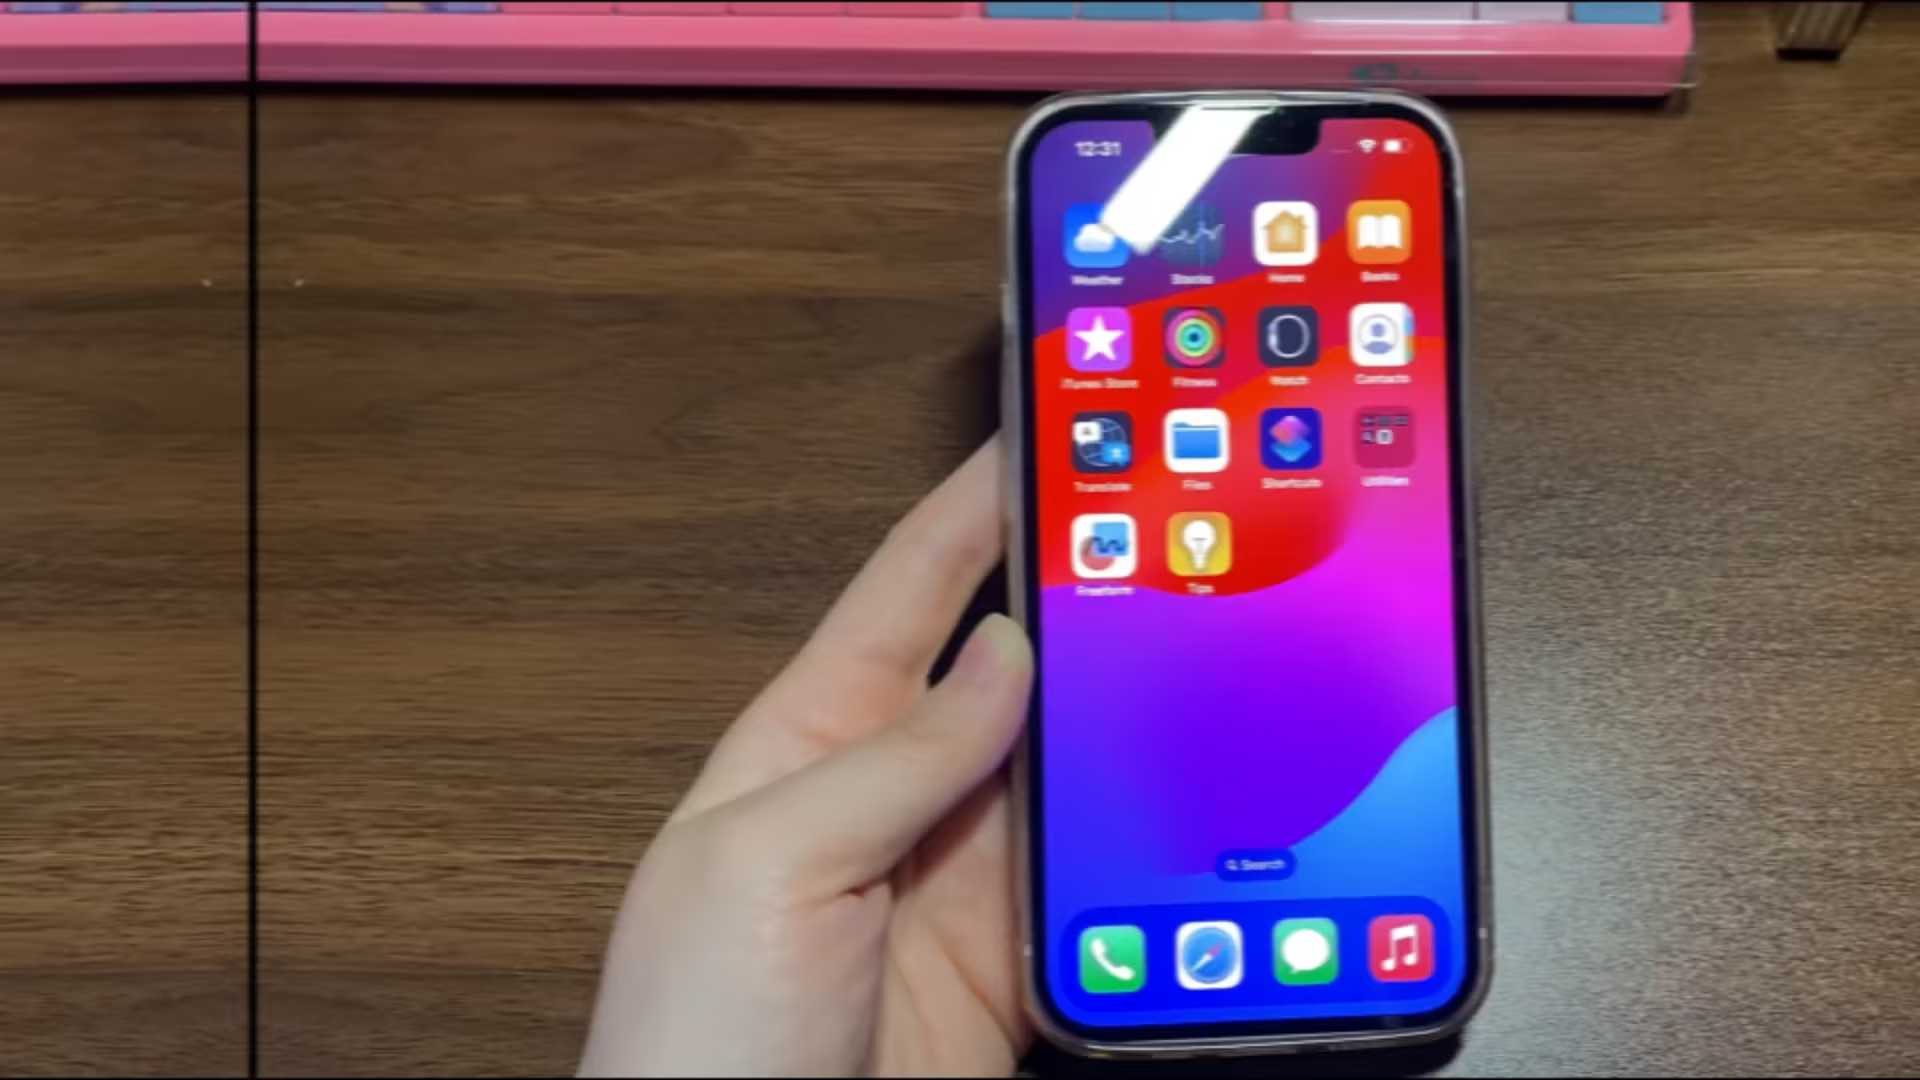 12:31
Weather Stocks Home Books
iTunes Store Fitness Watch Contacts
Translate Files Shortcuts Utilities
Freeform Tips
Search